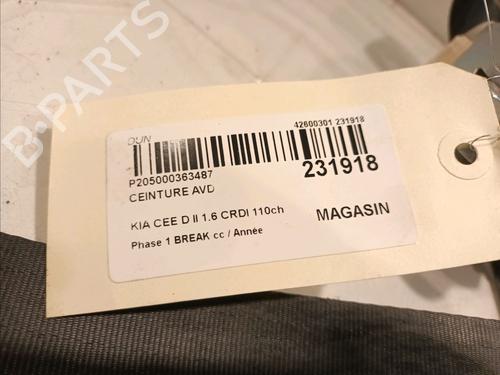 B-PARTS
DUN
42600301 231918
P205000363487
231918
CEINTURE AVD
KIA CEE D II 1.6 CRDI 110ch
MAGASIN
Phase 1 BREAK cc / Année